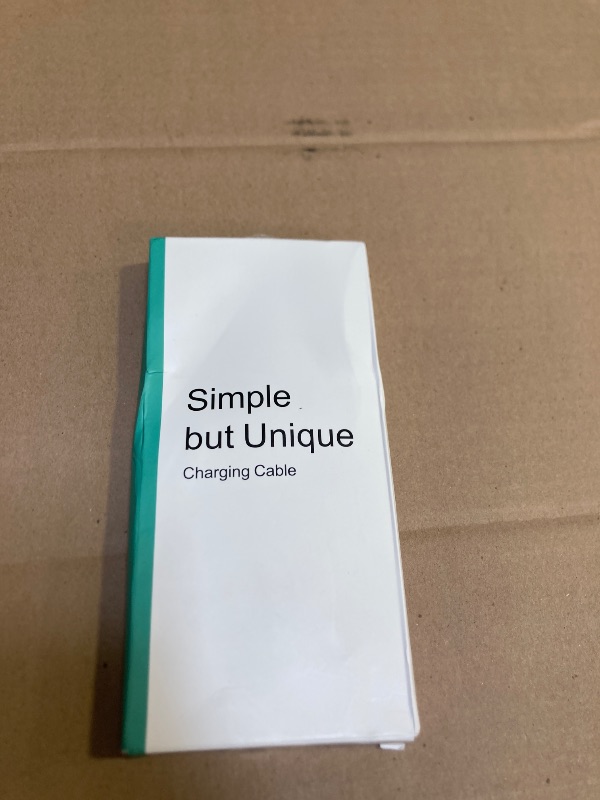 Simple
but Unique
Charging Cable